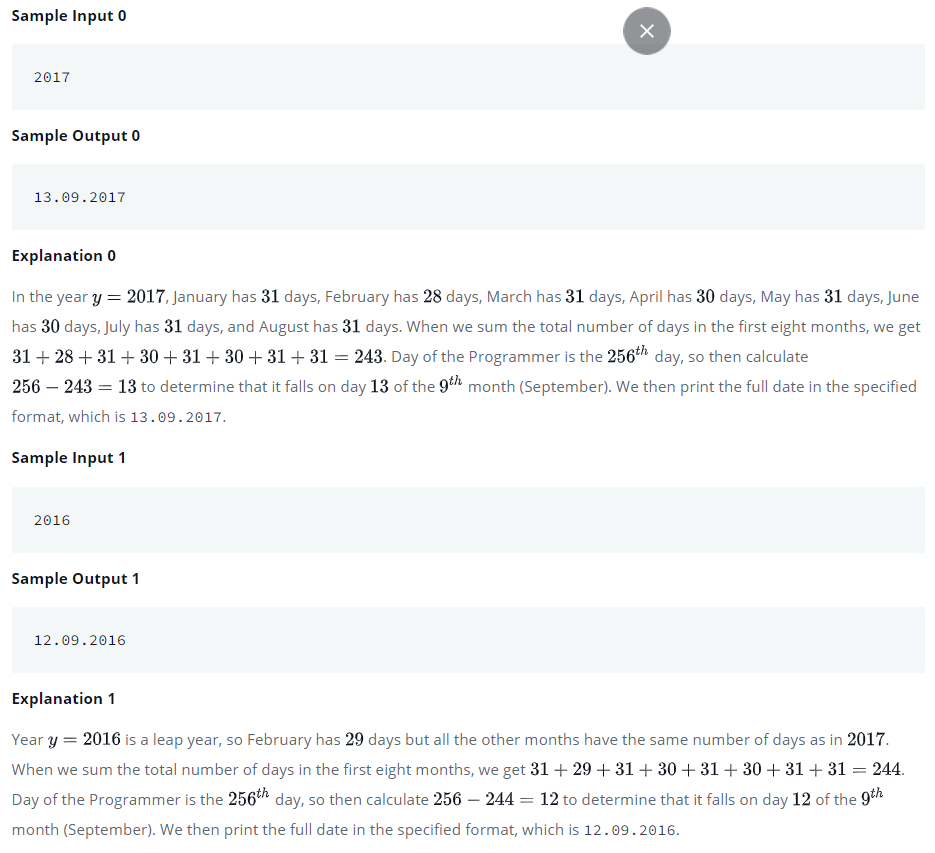 Sample Input 0
2017
Sample Output 0
13.09.2017
Explanation 0
In the year y = 2017, January has 31 days, February has 28 days, March has 31 days, April has 30 days, May has 31 days, June
has 30 days, July has 31 days, and August has 31 days. When we sum the total number of days in the first eight months, we get
31 + 28 + 31 + 30 + 31 + 30 + 31 + 31 = 243. Day of the Programmer is the 256th day, so then calculate
256 − 243 = 13 to determine that it falls on day 13 of the 9th month (September). We then print the full date in the specified
format, which is 13.09.2017.
Sample Input 1
2016
Sample Output 1
12.09.2016
Explanation 1
Year y = 2016 is a leap year, so February has 29 days but all the other months have the same number of days as in 2017.
When we sum the total number of days in the first eight months, we get 31 + 29 + 31 + 30 + 31 + 30 + 31 + 31 = 244.
Day of the Programmer is the 256th day, so then calculate 256 − 244 = 12 to determine that it falls on day 12 of the 9th
month (September). We then print the full date in the specified format, which is 12.09.2016.